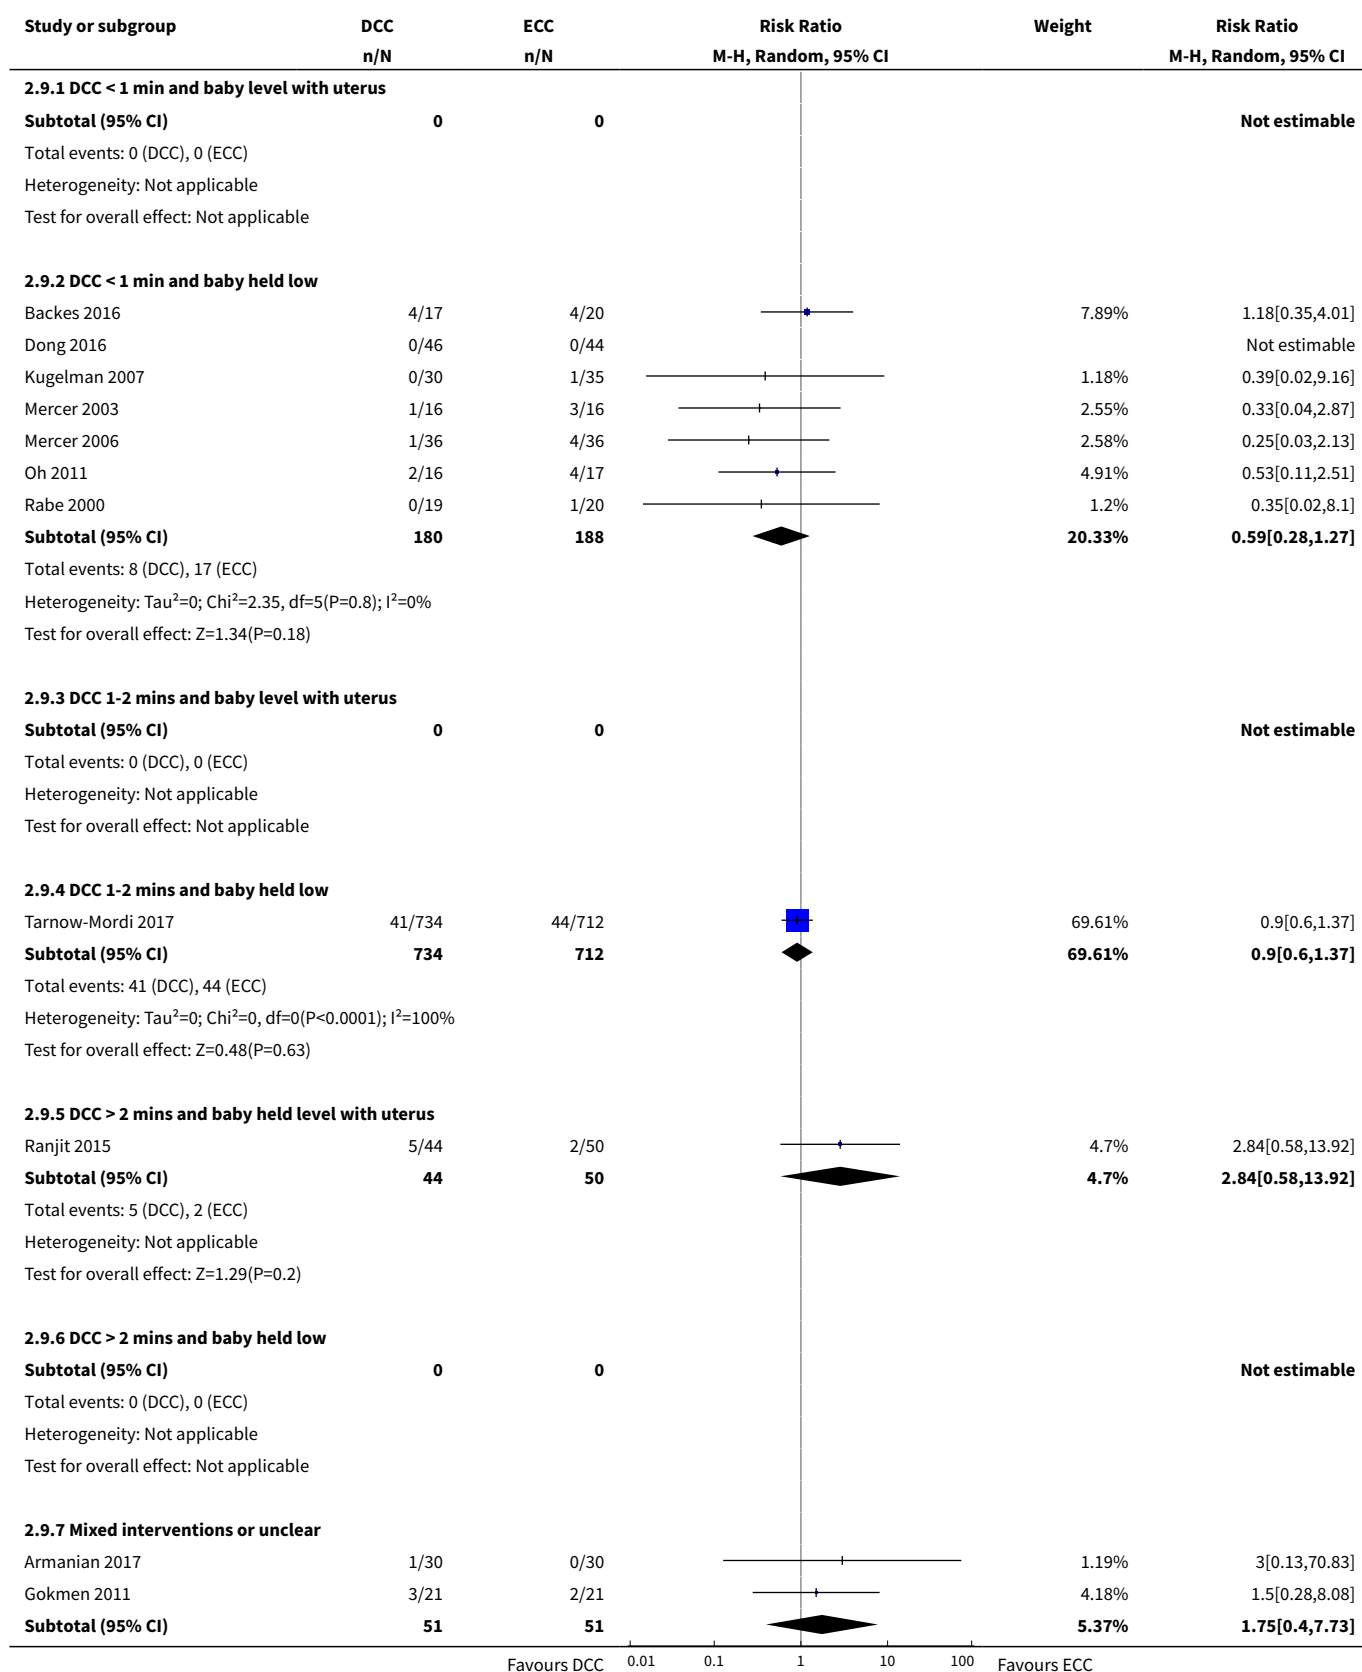 Study or subgroup DCC ECC Risk Ratio Weight Risk Ratio
n/N n/N M-H, Random, 95% CI M-H, Random, 95% CI
2.9.1 DCC < 1 min and baby level with uterus
Subtotal (95% CI) 0 0 Not estimable
Total events: 0 (DCC), 0 (ECC)
Heterogeneity: Not applicable
Test for overall effect: Not applicable
2.9.2 DCC < 1 min and baby held low
Backes 2016 4/17 4/20 7.89% 1.18[0.35,4.01]
Dong 2016 0/46 0/44 Not estimable
Kugelman 2007 0/30 1/35 1.18% 0.39[0.02,9.16]
Mercer 2003 1/16 3/16 2.55% 0.33[0.04,2.87]
Mercer 2006 1/36 4/36 2.58% 0.25[0.03,2.13]
Oh 2011 2/16 4/17 4.91% 0.53[0.11,2.51]
Rabe 2000 0/19 1/20 1.2% 0.35[0.02,8.1]
Subtotal (95% CI) 180 188 20.33% 0.59[0.28,1.27]
Total events: 8 (DCC), 17 (ECC)
Heterogeneity: Tau²=0; Chi²=2.35, df=5(P=0.8); I²=0%
Test for overall effect: Z=1.34(P=0.18)
2.9.3 DCC 1-2 mins and baby level with uterus
Subtotal (95% CI) 0 0 Not estimable
Total events: 0 (DCC), 0 (ECC)
Heterogeneity: Not applicable
Test for overall effect: Not applicable
2.9.4 DCC 1-2 mins and baby held low
Tarnow-Mordi 2017 41/734 44/712 69.61% 0.9[0.6,1.37]
Subtotal (95% CI) 734 712 69.61% 0.9[0.6,1.37]
Total events: 41 (DCC), 44 (ECC)
Heterogeneity: Tau²=0; Chi²=0, df=0(P<0.0001); I²=100%
Test for overall effect: Z=0.48(P=0.63)
2.9.5 DCC > 2 mins and baby held level with uterus
Ranjit 2015 5/44 2/50 4.7% 2.84[0.58,13.92]
Subtotal (95% CI) 44 50 4.7% 2.84[0.58,13.92]
Total events: 5 (DCC), 2 (ECC)
Heterogeneity: Not applicable
Test for overall effect: Z=1.29(P=0.2)
2.9.6 DCC > 2 mins and baby held low
Subtotal (95% CI) 0 0 Not estimable
Total events: 0 (DCC), 0 (ECC)
Heterogeneity: Not applicable
Test for overall effect: Not applicable
2.9.7 Mixed interventions or unclear
Armanian 2017 1/30 0/30 1.19% 3[0.13,70.83]
Gokmen 2011 3/21 2/21 4.18% 1.5[0.28,8.08]
Subtotal (95% CI) 51 51 5.37% 1.75[0.4,7.73]
Favours DCC 0.01 0.1 1 10 100 Favours ECC